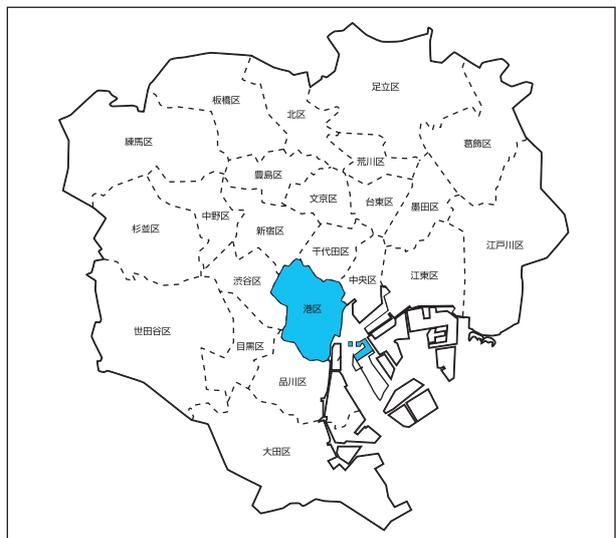 足立区
板橋区
北区
練馬区
葛飾区
荒川区
豊島区
文京区
台東区
墨田区
中野区
杉並区
新宿区
江戸川区
千代田区
渋谷区
中央区
江東区
港区
世田谷区
目黒区
品川区
大田区